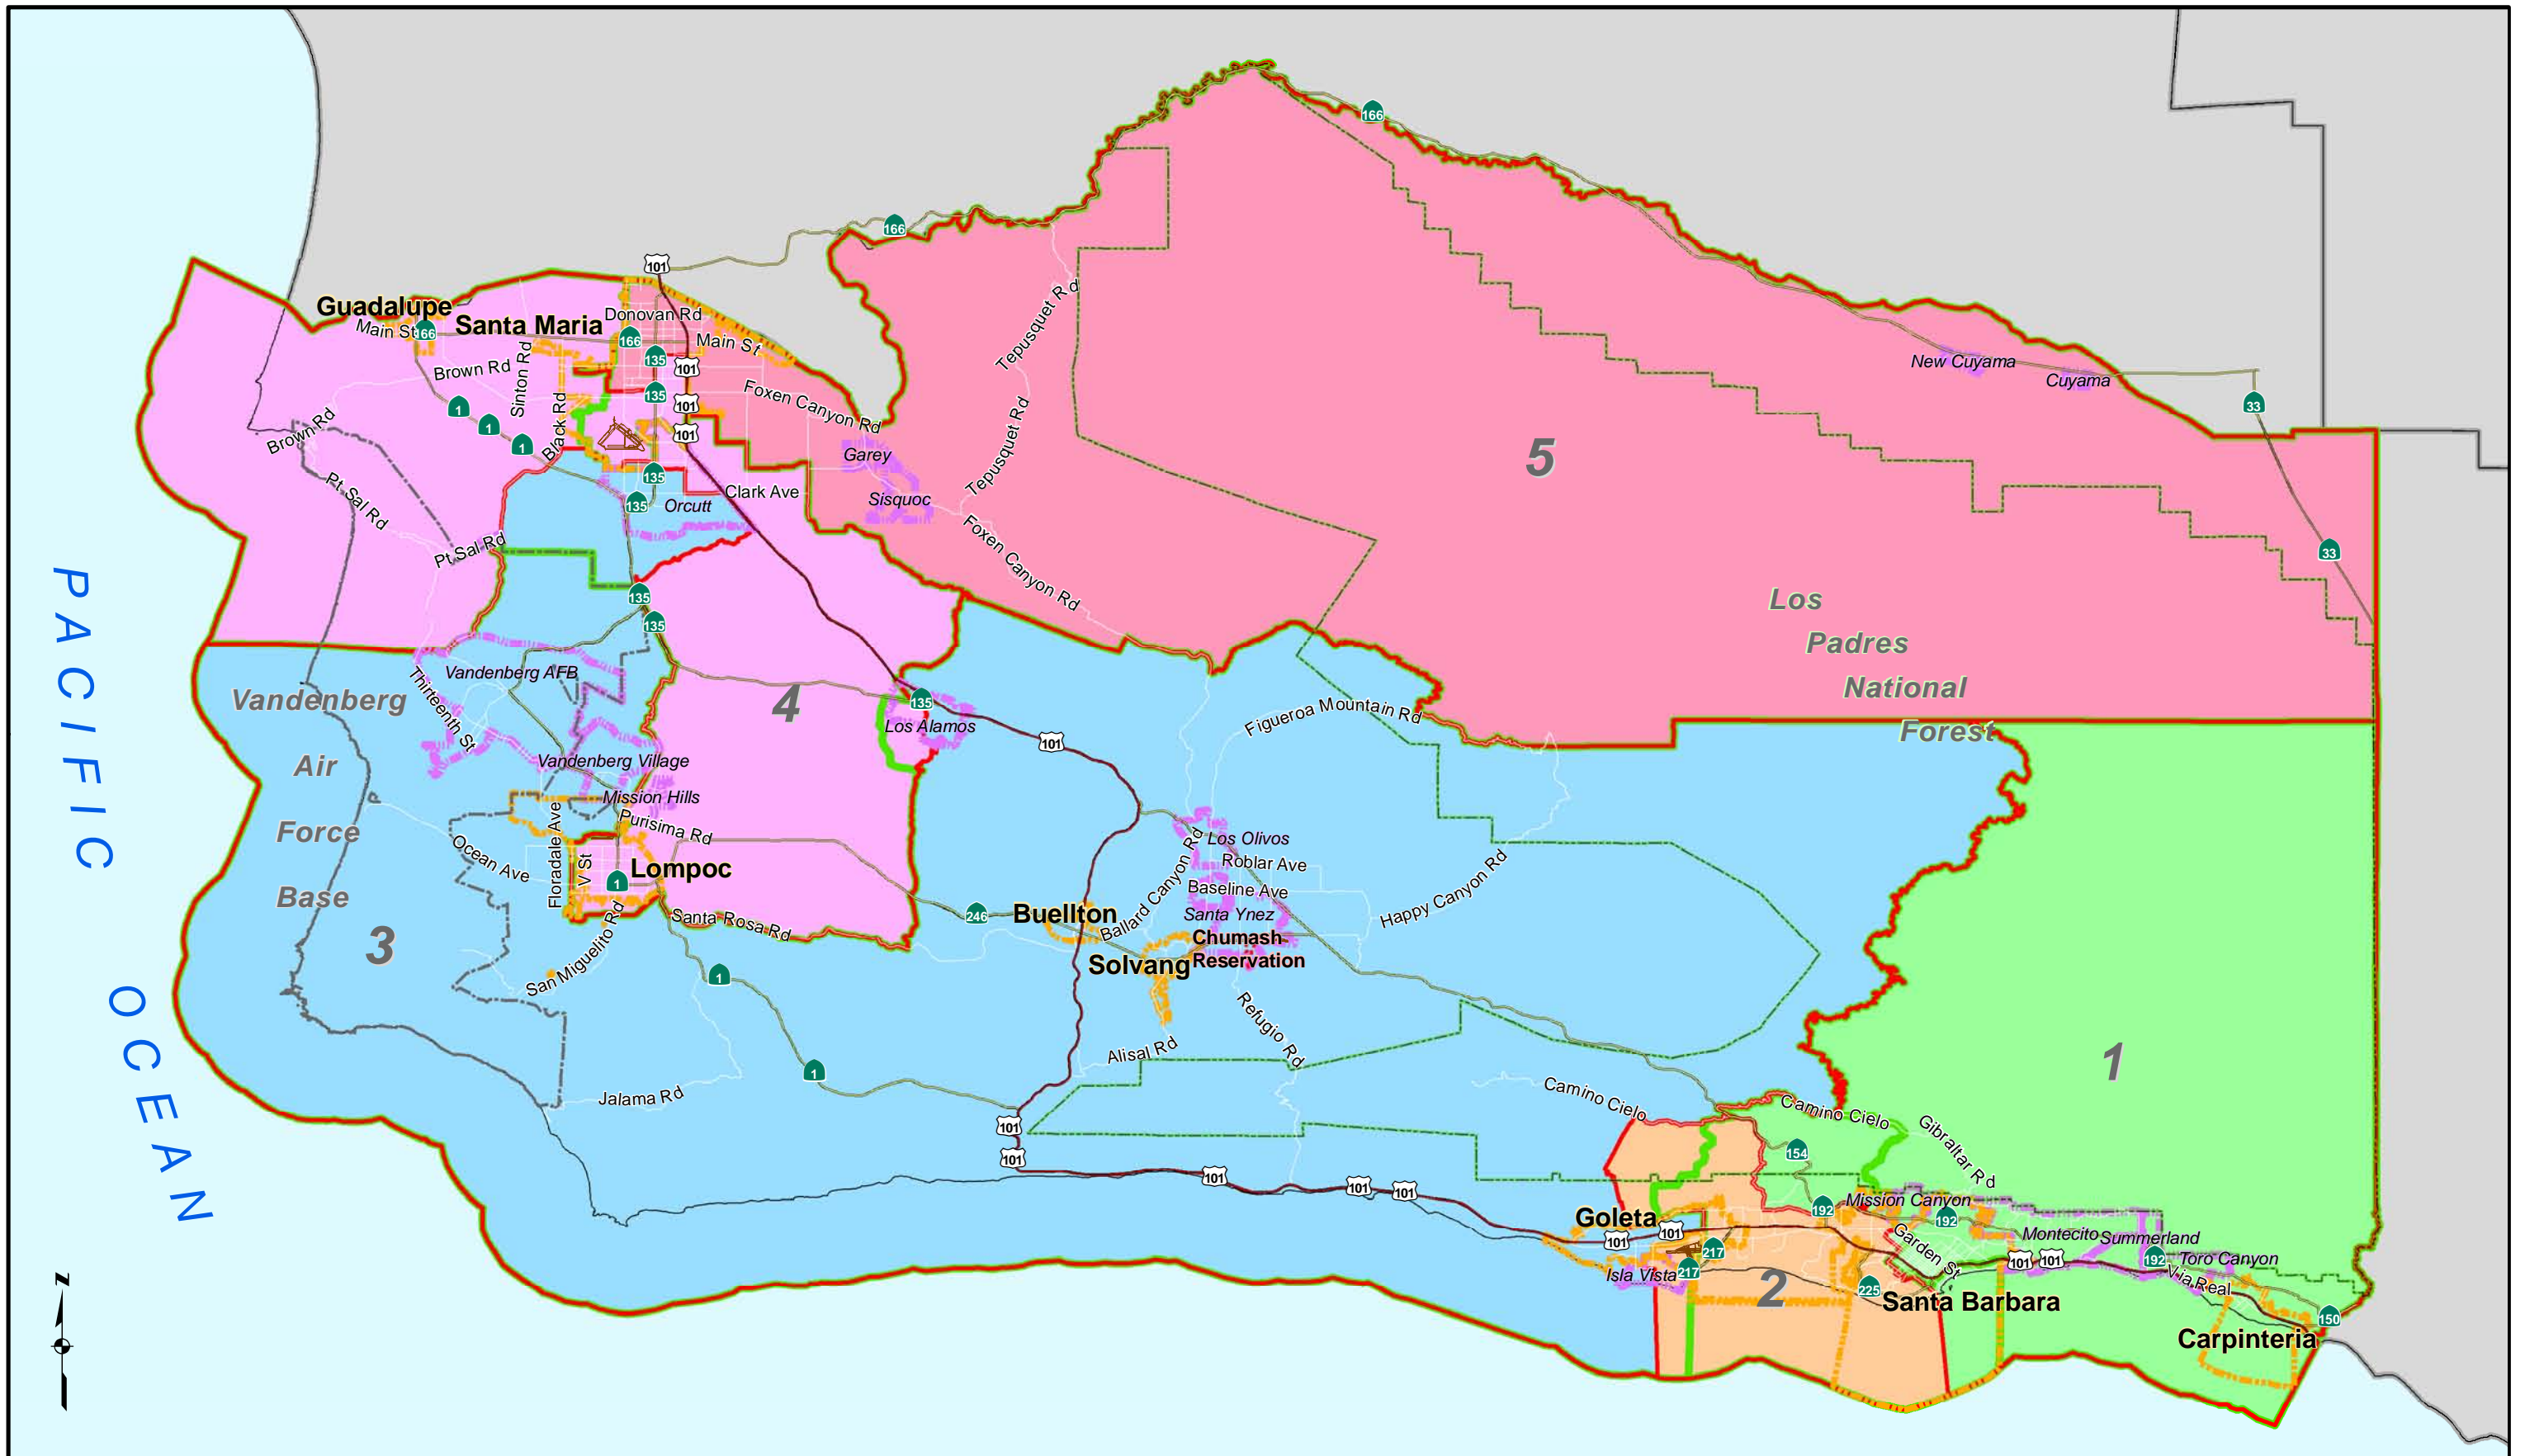 166
166
101
Guadalupe
Main St
166
Santa Maria
Donovan Rd
166
Main St
135
101
Brown Rd
Sinton Rd
135
101
Foxen Canyon Rd
Black Rd
1
1
1
101
Brown Rd
Pt Sal Rd
Pt Sal Rd
Garey
Sisquoc
135
135
Orcutt
Clark Ave
Tepusquet Rd
Tepusquet Rd
Foxen Canyon Rd
New Cuyama
Cuyama
33
33
5
Los
Padres
National
Forest
135
135
PACIFIC
OCEAN
Vandenberg
Air
Force
Base
3
Vandenberg AFB
Thirteenth St
Vandenberg Village
Mission Hills
Purisima Rd
4
135
Los Alamos
101
Figueroa Mountain Rd
Ocean Ave
Floradale Ave
V St
1
Lompoc
Santa Rosa Rd
San Miguelito Rd
246
Buellton
Ballard Canyon Rd
Los Olivos
Roblar Ave
Baseline Ave
Santa Ynez
Chumash
Reservation
Solvang
Happy Canyon Rd
Refugio Rd
Alisal Rd
1
1
Jalama Rd
101
101
101
101
101
Camino Cielo
Camino Cielo
Gibraltar Rd
1
154
192
Mission Canyon
192
Goleta
101
101
217
217
Isla Vista
2
225
Garden St
Santa Barbara
101
101
Montecito
Summerland
192
Toro Canyon
Via Real
150
Carpinteria
N